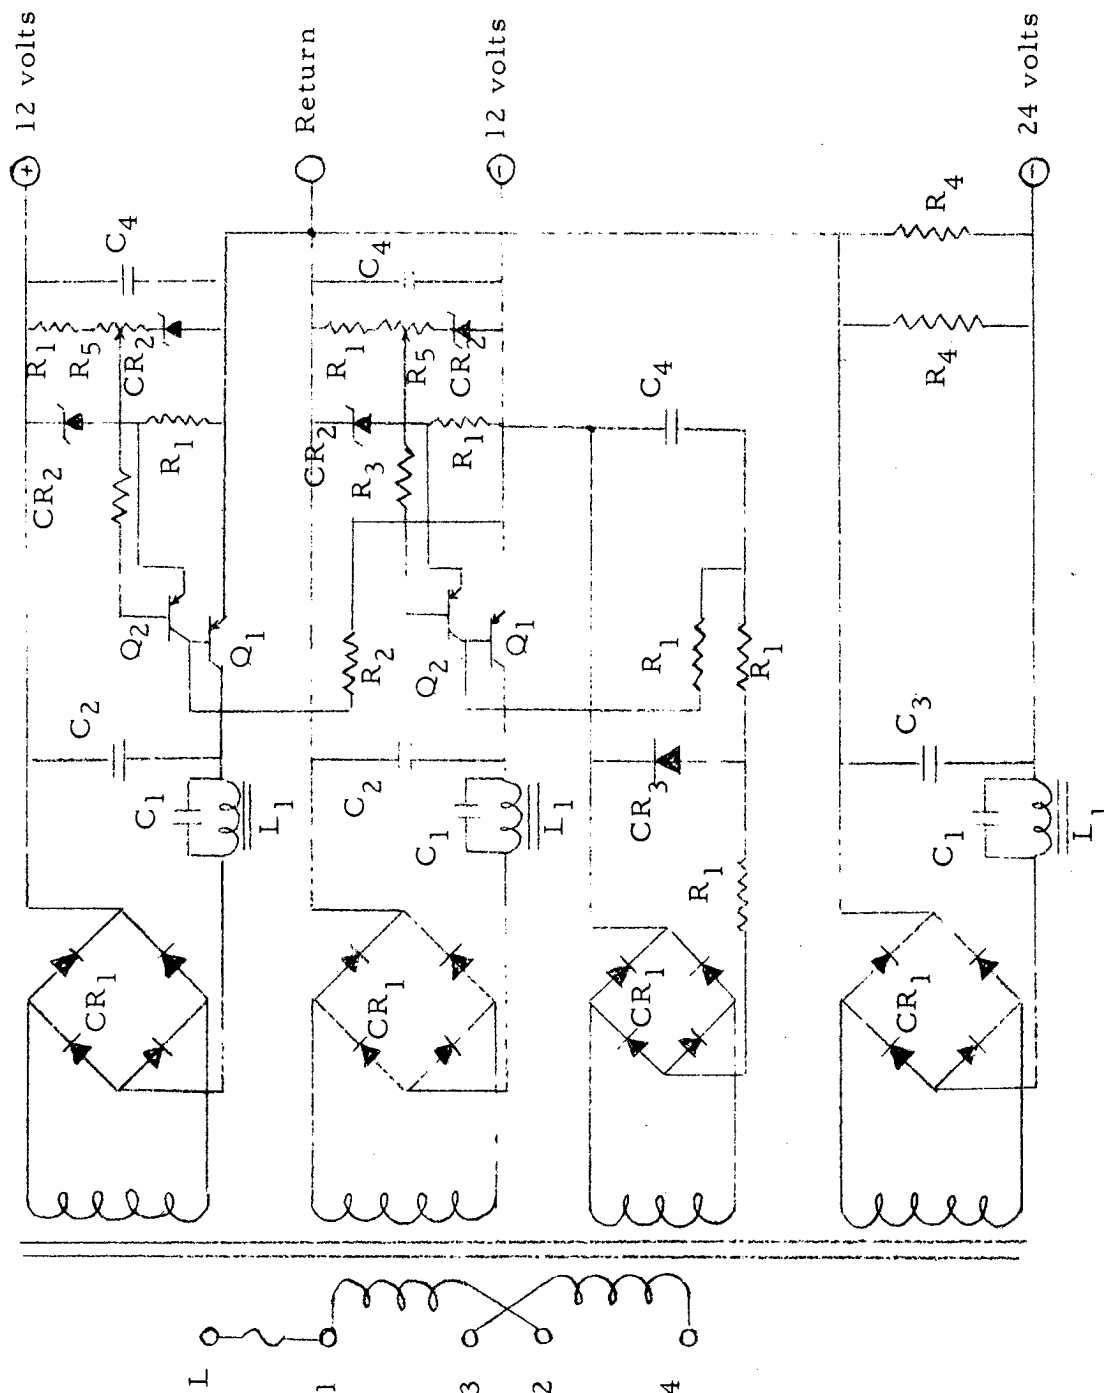 + 12 volts
Return
- 12 volts
- 24 volts
C4
R1
R5
CR2
CR2
R1
Q2
Q1
C2
C1
L1
CR1
C4
R1
R5
CR2
CR2
R3
R1
R2
Q2
Q1
C2
C1
L1
CR1
C4
R1
R1
CR3
R1
CR1
R4
R4
C3
C1
L1
CR1
L
1
3
2
4